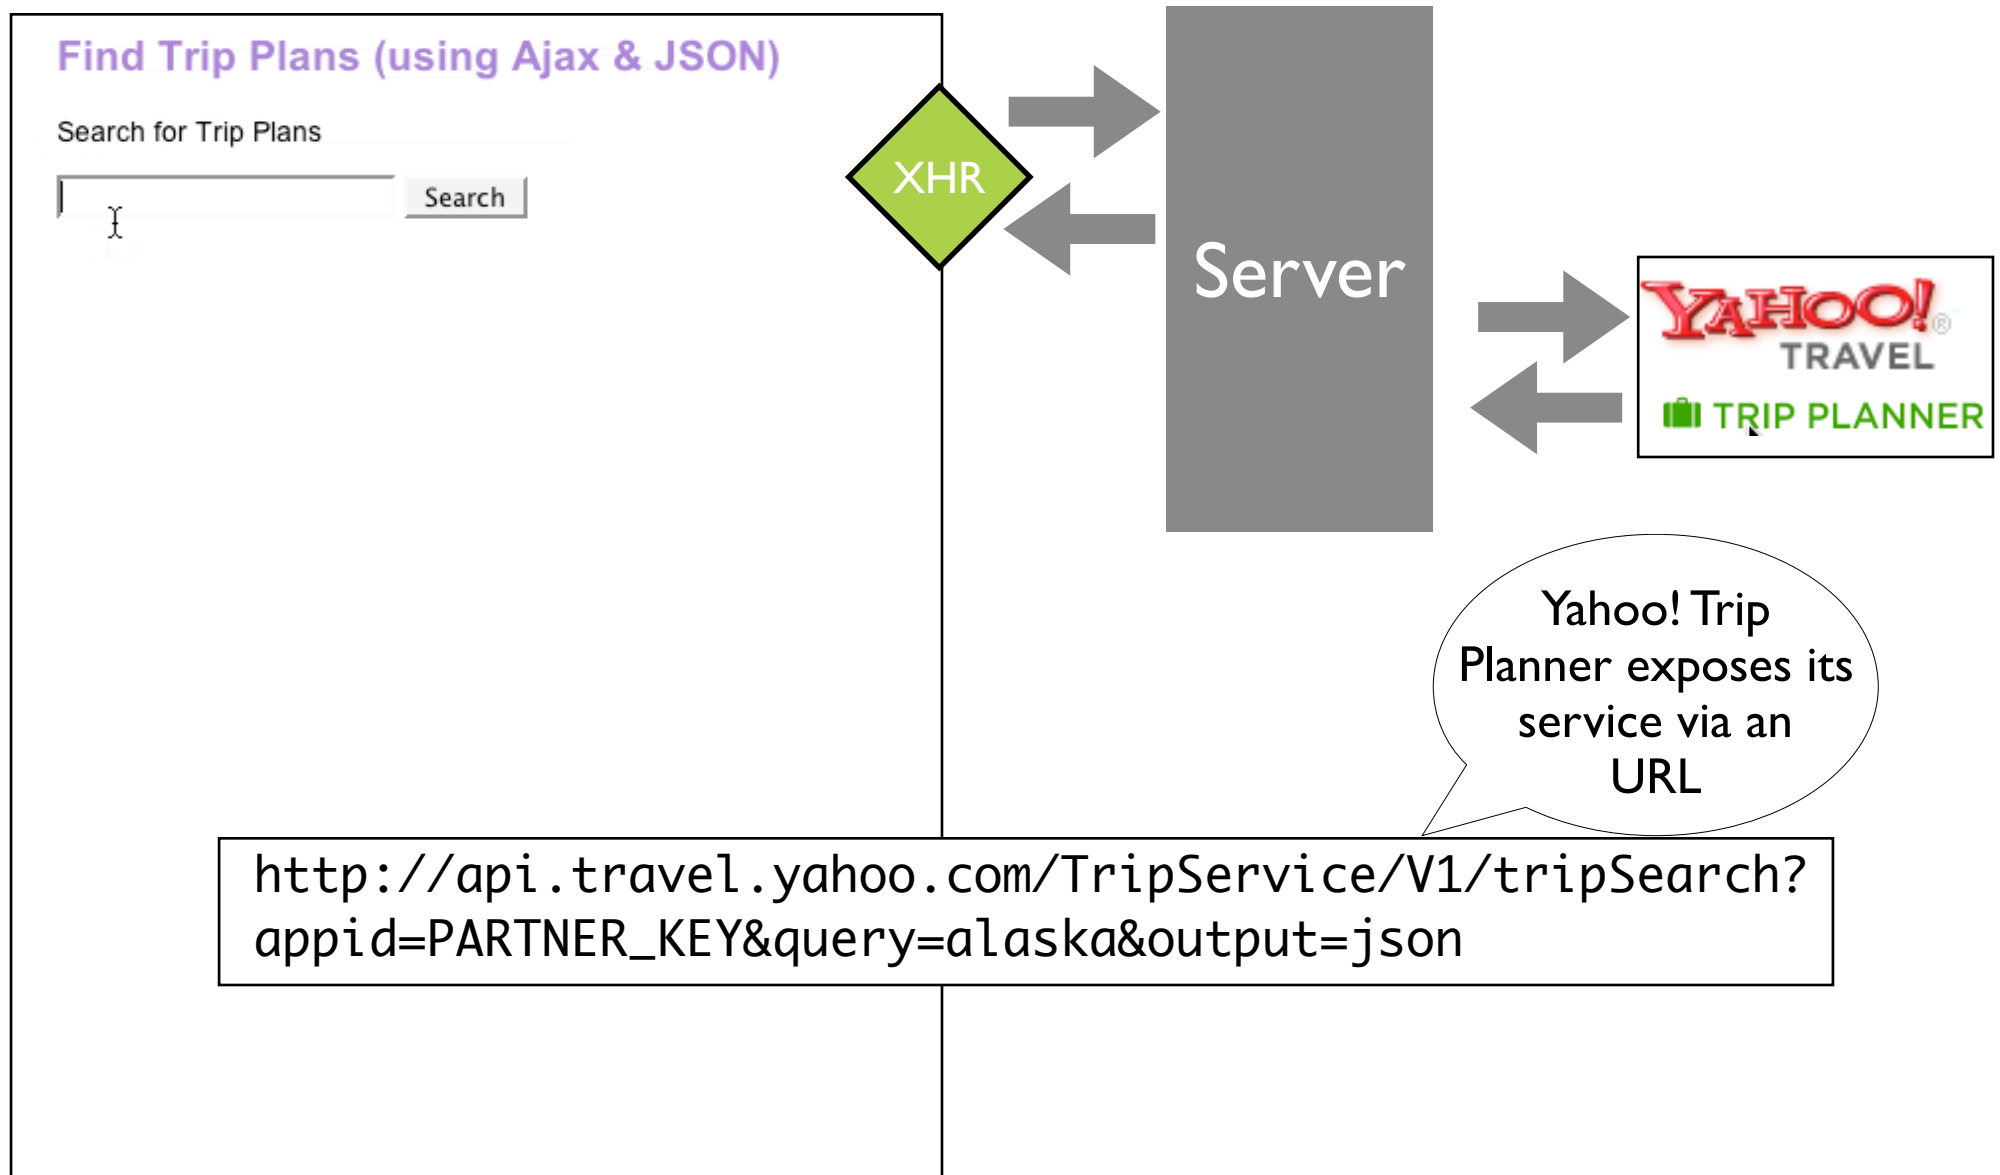 Find Trip Plans (using Ajax & JSON)
Search for Trip Plans
Search
XHR
Server
YAHOO!®
TRAVEL
TRIP PLANNER
Yahoo! Trip
Planner exposes its
service via an
URL
http://api.travel.yahoo.com/TripService/V1/tripSearch?
appid=PARTNER_KEY&query=alaska&output=json